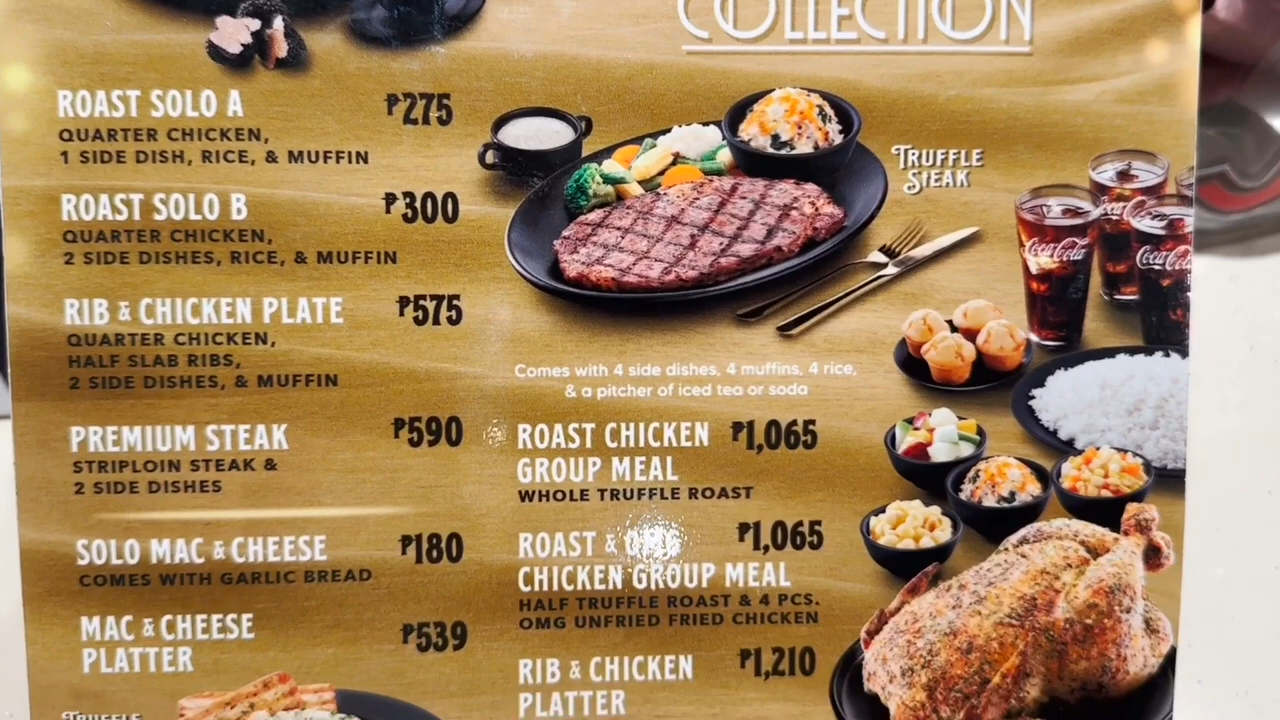 COLLECTION
ROAST SOLO A ₱275
QUARTER CHICKEN,
1 SIDE DISH, RICE, & MUFFIN
ROAST SOLO B ₱300
QUARTER CHICKEN,
2 SIDE DISHES, RICE, & MUFFIN
RIB & CHICKEN PLATE ₱575
QUARTER CHICKEN,
HALF SLAB RIBS,
2 SIDE DISHES, & MUFFIN
PREMIUM STEAK ₱590
STRIPLOIN STEAK &
2 SIDE DISHES
SOLO MAC & CHEESE ₱180
COMES WITH GARLIC BREAD
MAC & CHEESE
PLATTER ₱539
TRUFFLE
TRUFFLE
STEAK
Coca-Cola
Coca-Cola
Comes with 4 side dishes, 4 muffins, 4 rice,
& a pitcher of iced tea or soda
ROAST CHICKEN ₱1,065
GROUP MEAL
WHOLE TRUFFLE ROAST
ROAST & OMG ₱1,065
CHICKEN GROUP MEAL
HALF TRUFFLE ROAST & 4 PCS.
OMG UNFRIED FRIED CHICKEN
RIB & CHICKEN ₱1,210
PLATTER